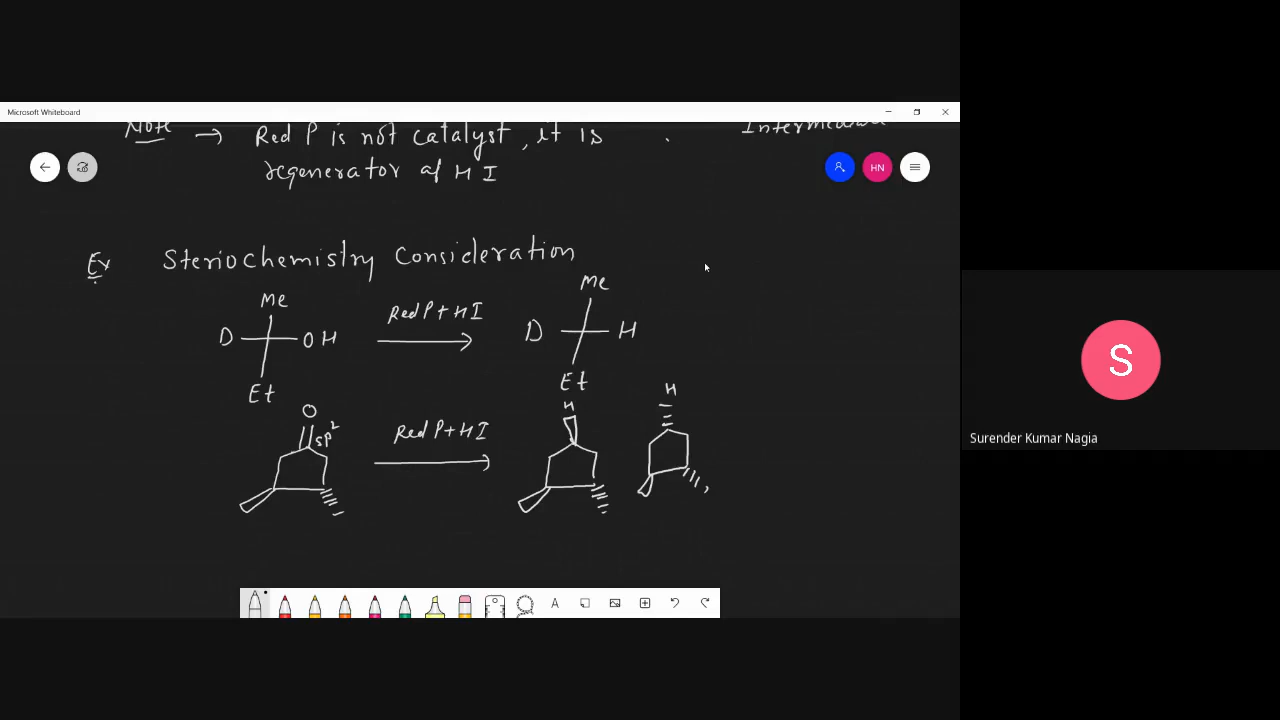 Microsoft Whiteboard
Note → Red P is not catalyst, it is
regenerator of HI
Intermediate
HN
Ex Steriochemistry Consideration
Me
D OH
Et
Red P + HI
Me
D H
Et
O
sp²
Red P + HI
H
H
A
S
Surender Kumar Nagia